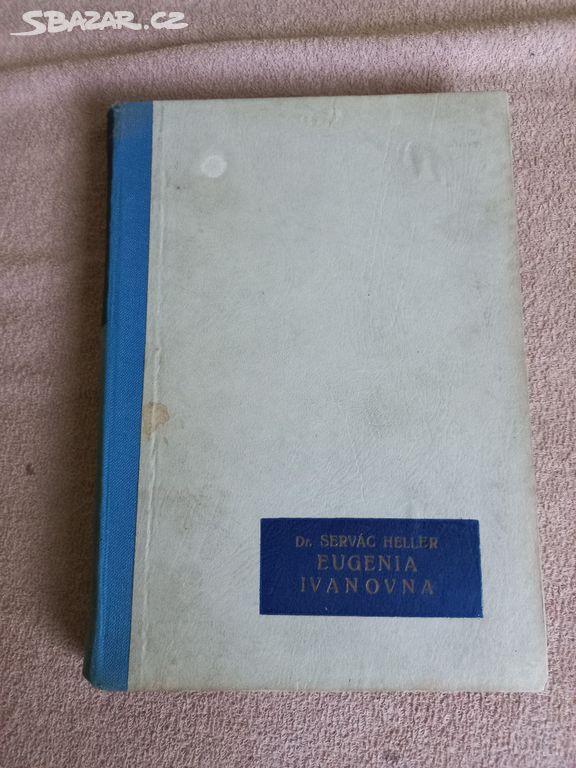 SBAZAR.CZ
Dr. SERVÁC HELLER
EUGENIA
IVANOVNA